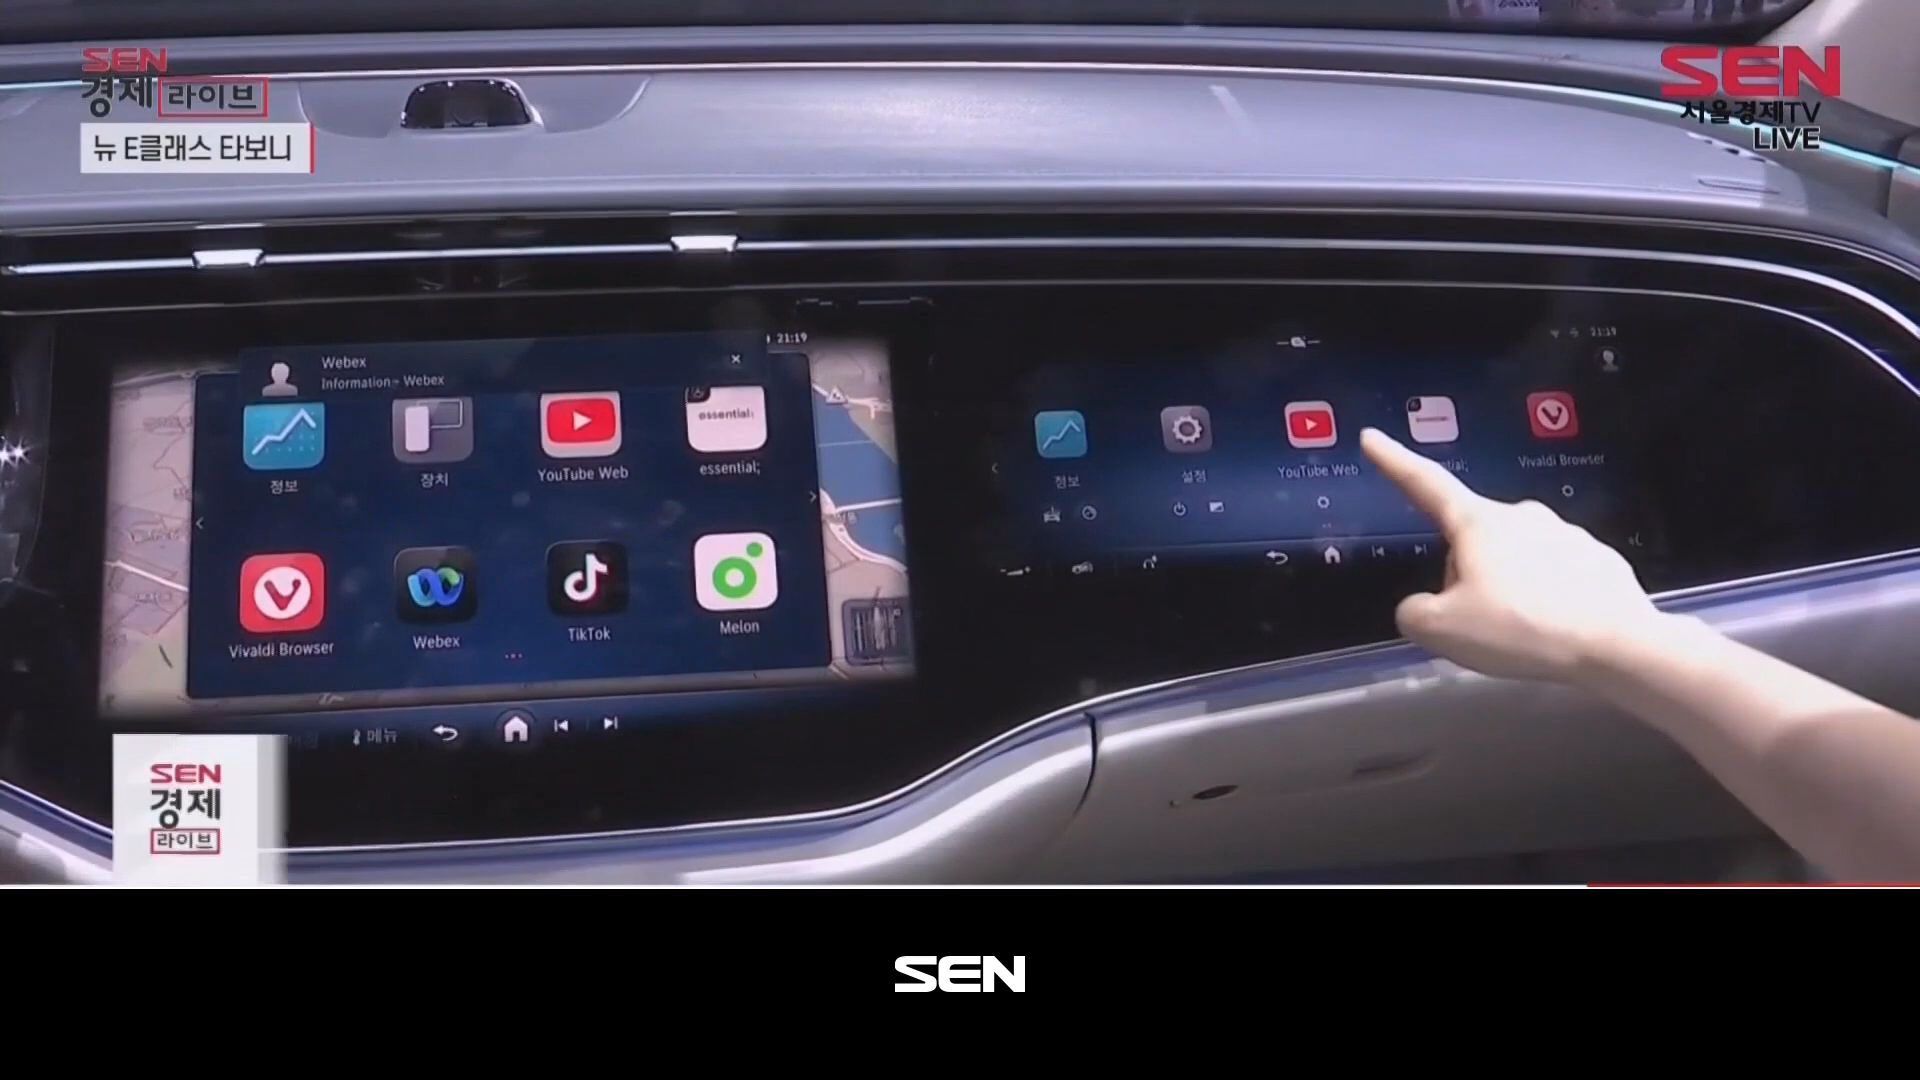 SEN
경제 라이브
뉴 E클래스 타보니
SEN
서울경제TV
LIVE
21:19
Webex
Information - Webex
essential;
정보
장치
YouTube Web
essential;
Vivaldi Browser
Webex
TikTok
Melon
메뉴
21:19
정보
설정
YouTube Web
Vivaldi Browser
SEN
경제
라이브
SEN